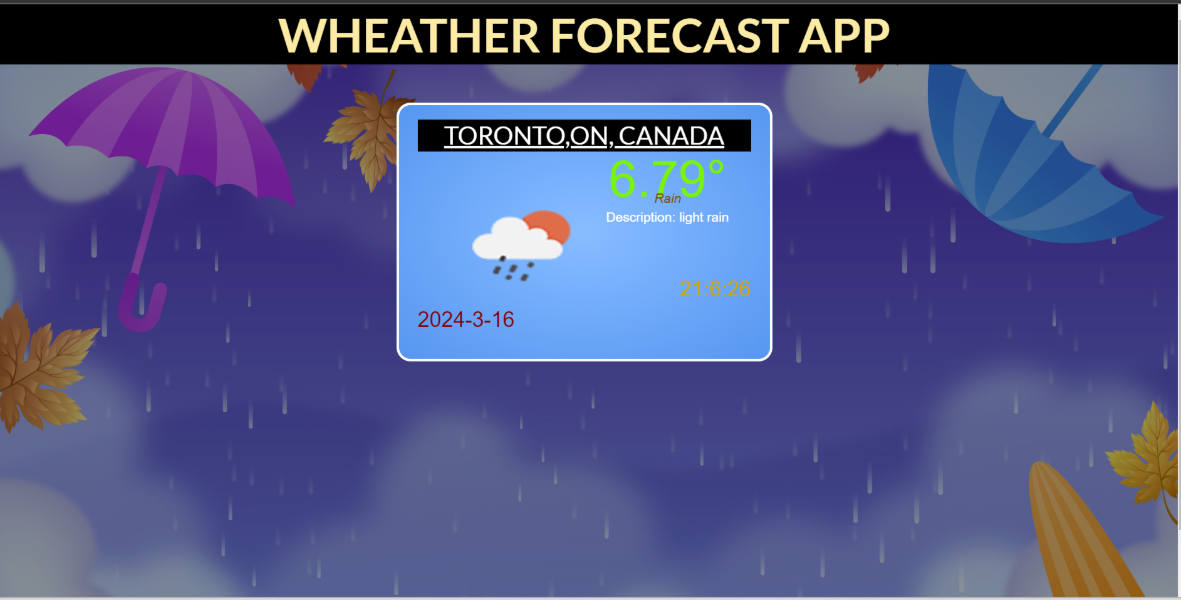 WHEATHER FORECAST APP
TORONTO,ON, CANADA
6.79°
Rain
Description: light rain
21:6:26
2024-3-16